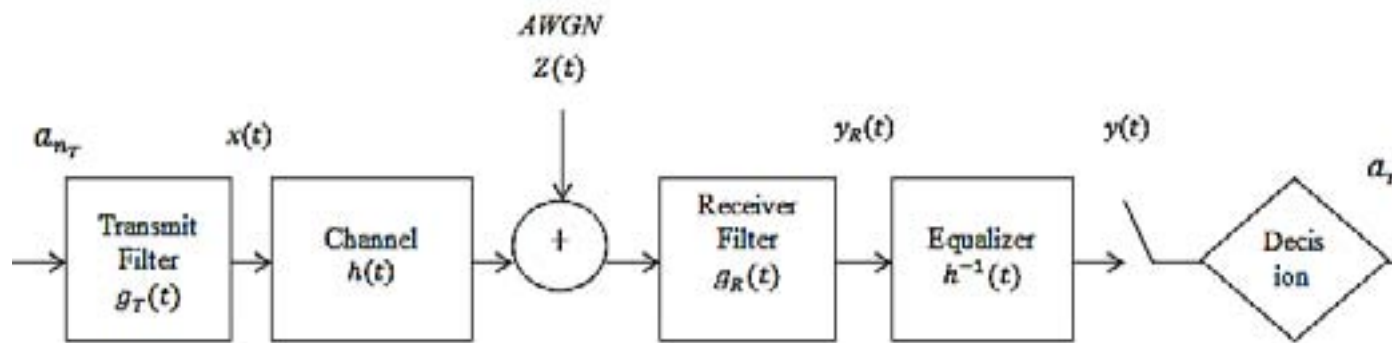 AWGN
Z(t)
a_{n_T}
x(t)
y_R(t)
y(t)
Transmit
Filter
g_T(t)
Channel
h(t)
+
Receiver
Filter
g_R(t)
Equalizer
h^{-1}(t)
Decis
ion